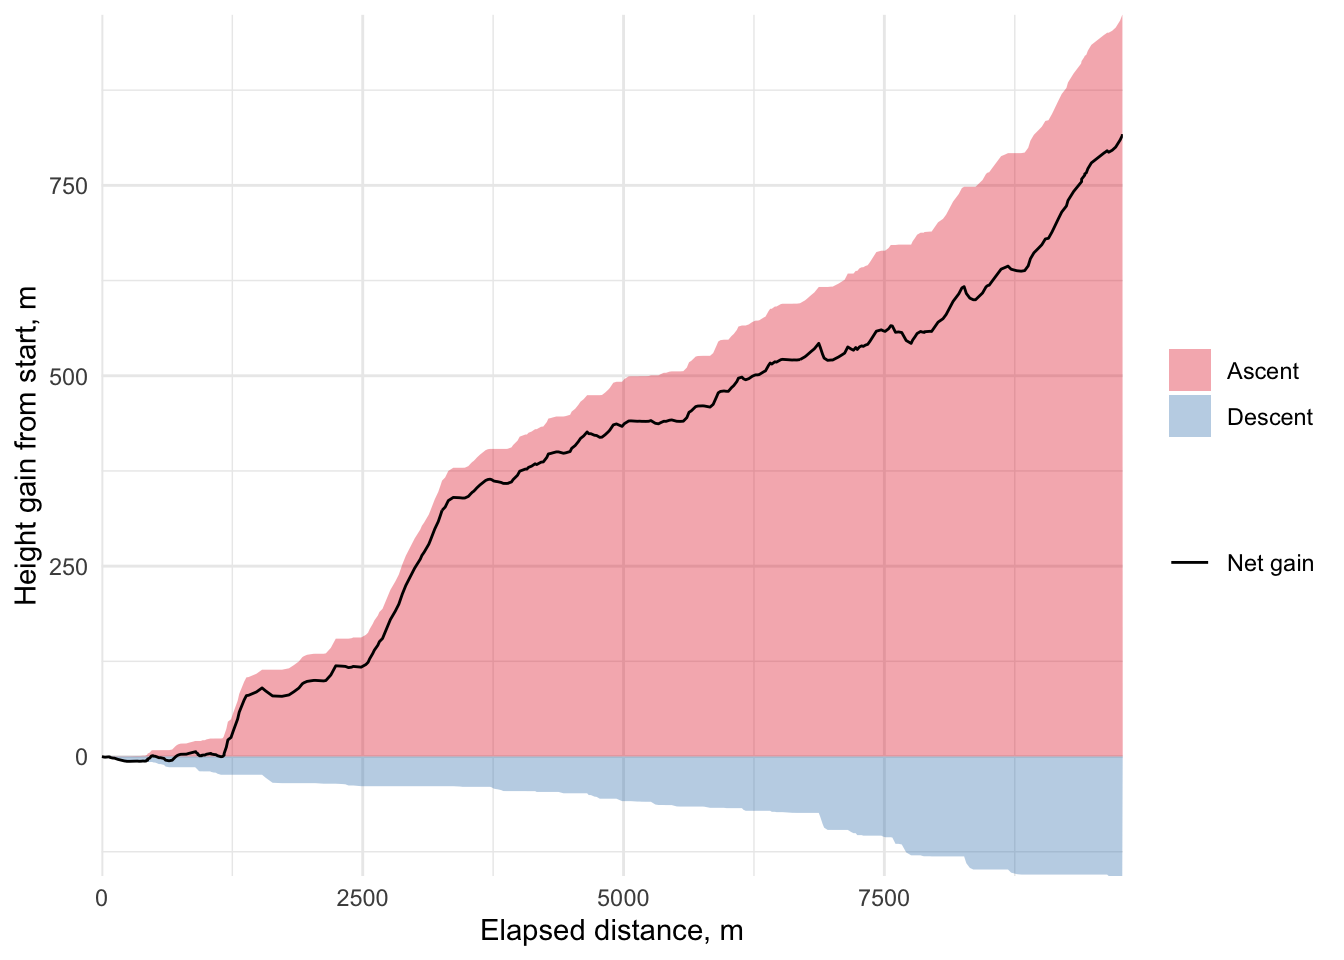 Height gain from start, m
750
500
250
0
0
2500
5000
7500
Elapsed distance, m
Ascent
Descent
Net gain